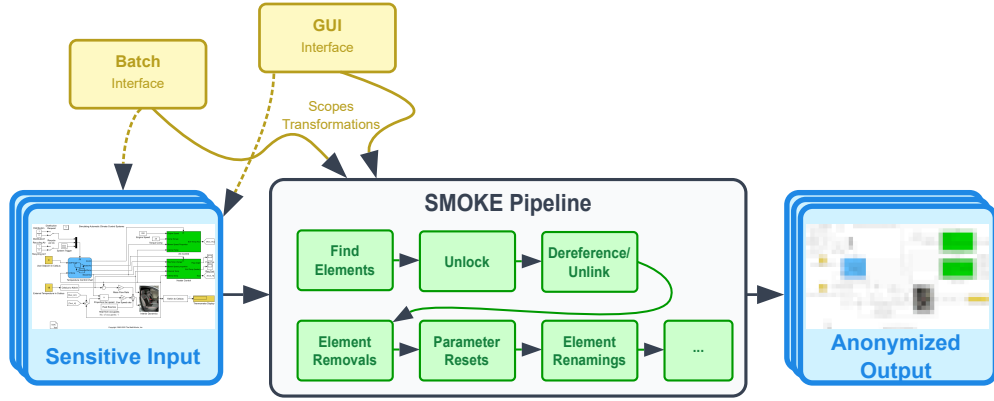 GUI
Interface
Batch
Interface
Scopes
Transformations
SMOKE Pipeline
Find
Elements
Unlock
Dereference/
Unlink
Element
Removals
Parameter
Resets
Element
Renamings
...
Sensitive Input
Anonymized
Output